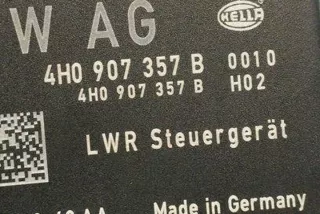 W AG
HELLA
4H0 907 357 B 0010
4H0 907 357 B H02
LWR Steuergerät
Made in Germany